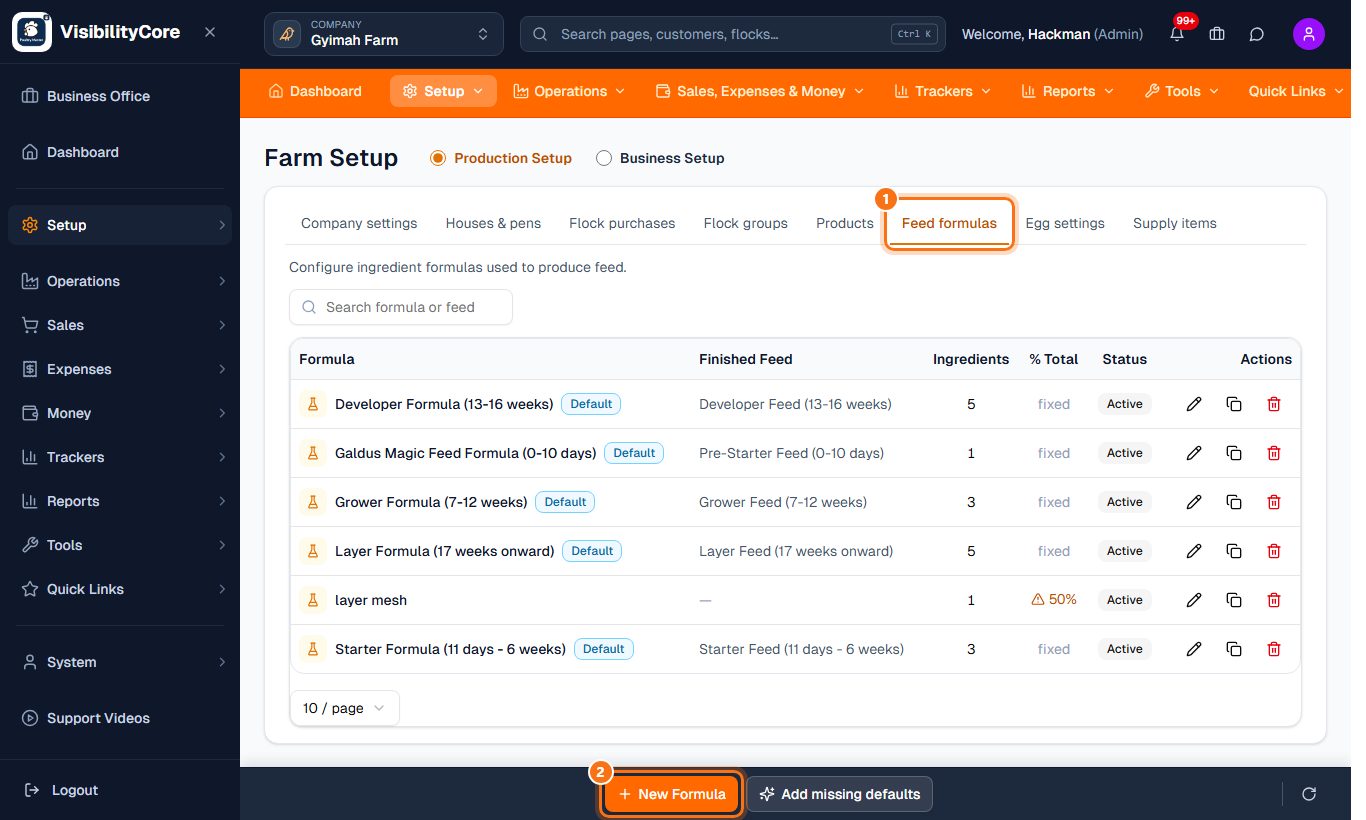 VisibilityCore
COMPANY
Gyimah Farm
Search pages, customers, flocks...
Ctrl K
Welcome, Hackman (Admin)
99+
Business Office
Dashboard
Setup
Operations
Sales
Expenses
Money
Trackers
Reports
Tools
Quick Links
System
Support Videos
Logout
Dashboard
Setup
Operations
Sales, Expenses & Money
Trackers
Reports
Tools
Quick Links
Farm Setup
Production Setup
Business Setup
1
Company settings
Houses & pens
Flock purchases
Flock groups
Products
Feed formulas
Egg settings
Supply items
Configure ingredient formulas used to produce feed.
Search formula or feed
Formula Finished Feed Ingredients % Total Status Actions
Developer Formula (13-16 weeks) Default Developer Feed (13-16 weeks) 5 fixed Active
Galdus Magic Feed Formula (0-10 days) Default Pre-Starter Feed (0-10 days) 1 fixed Active
Grower Formula (7-12 weeks) Default Grower Feed (7-12 weeks) 3 fixed Active
Layer Formula (17 weeks onward) Default Layer Feed (17 weeks onward) 5 fixed Active
layer mesh — 1 50% Active
Starter Formula (11 days - 6 weeks) Default Starter Feed (11 days - 6 weeks) 3 fixed Active
10 / page
2
+ New Formula
Add missing defaults